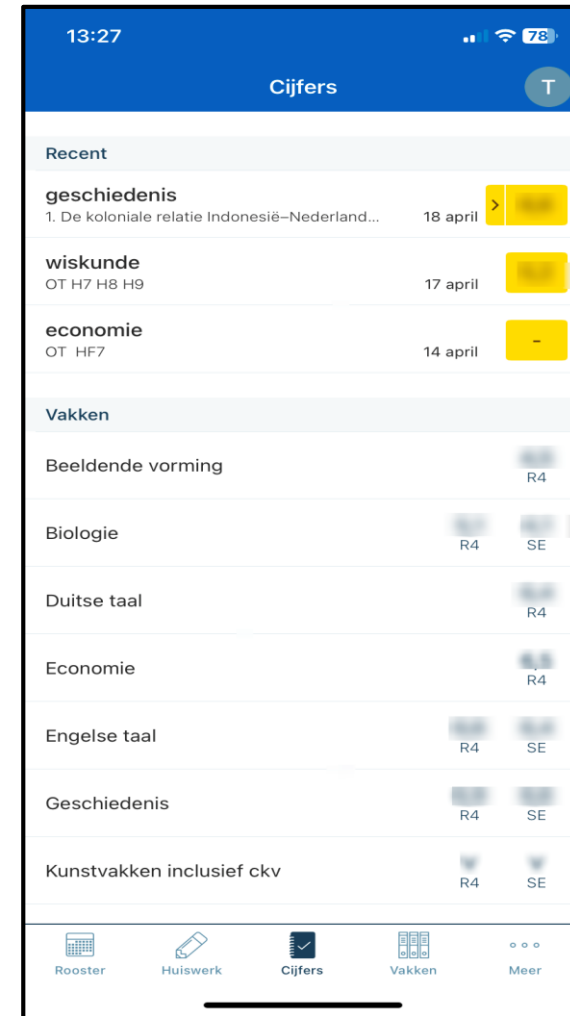 13:27
78
Cijfers
T
Recent
geschiedenis
1. De koloniale relatie Indonesië–Nederland...
18 april
>
wiskunde
OT H7 H8 H9
17 april
economie
OT HF7
14 april
-
Vakken
Beeldende vorming
R4
Biologie
R4 SE
Duitse taal
R4
Economie
R4
Engelse taal
R4 SE
Geschiedenis
R4 SE
Kunstvakken inclusief ckv
R4 SE
Rooster Huiswerk Cijfers Vakken Meer